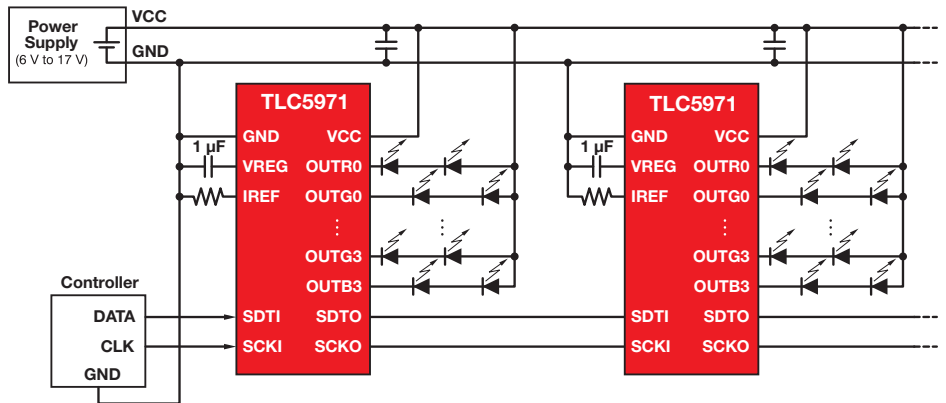 Power
Supply
(6 V to 17 V)
VCC
GND
TLC5971
GND
VREG
IREF
SDTI
SCKI
VCC
OUTR0
OUTG0
OUTG3
OUTB3
SDTO
SCKO
1 µF
TLC5971
GND
VREG
IREF
SDTI
SCKI
VCC
OUTR0
OUTG0
OUTG3
OUTB3
SDTO
SCKO
1 µF
Controller
DATA
CLK
GND